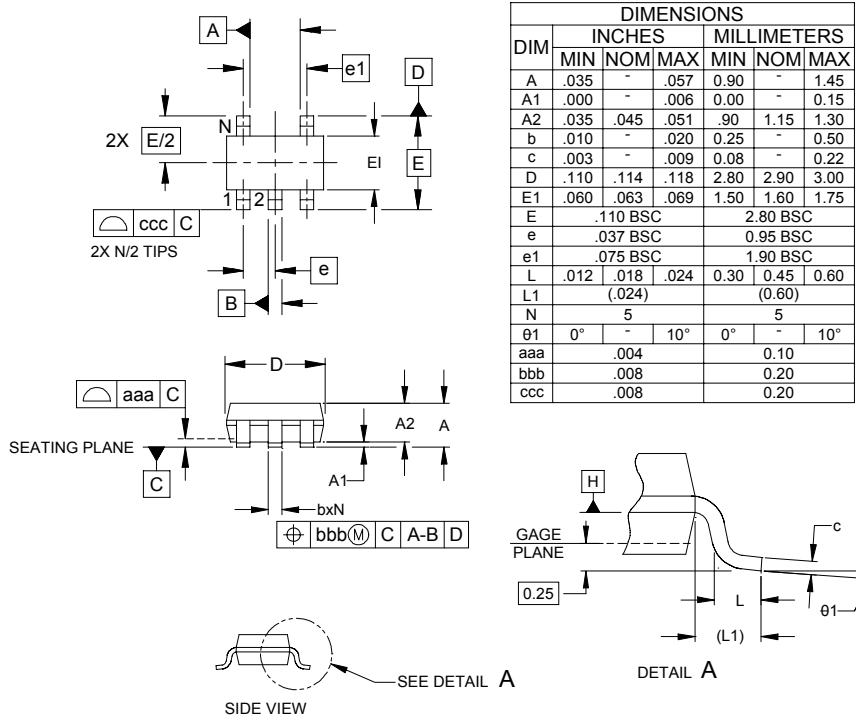 A
e1
D
N
2X E/2
EI
E
1 2
ccc C
2X N/2 TIPS
e
B
D
aaa C
A2 A
SEATING PLANE
C
A1
bxN
bbb Ⓜ C A-B D
SIDE VIEW
SEE DETAIL A
DIMENSIONS
DIM INCHES MILLIMETERS
MIN NOM MAX MIN NOM MAX
A .035 - .057 0.90 - 1.45
A1 .000 - .006 0.00 - 0.15
A2 .035 .045 .051 .90 1.15 1.30
b .010 - .020 0.25 - 0.50
c .003 - .009 0.08 - 0.22
D .110 .114 .118 2.80 2.90 3.00
E1 .060 .063 .069 1.50 1.60 1.75
E .110 BSC 2.80 BSC
e .037 BSC 0.95 BSC
e1 .075 BSC 1.90 BSC
L .012 .018 .024 0.30 0.45 0.60
L1 (.024) (0.60)
N 5 5
θ1 0° - 10° 0° - 10°
aaa .004 0.10
bbb .008 0.20
ccc .008 0.20
H
GAGE
PLANE
0.25
c
L
θ1
(L1)
DETAIL A